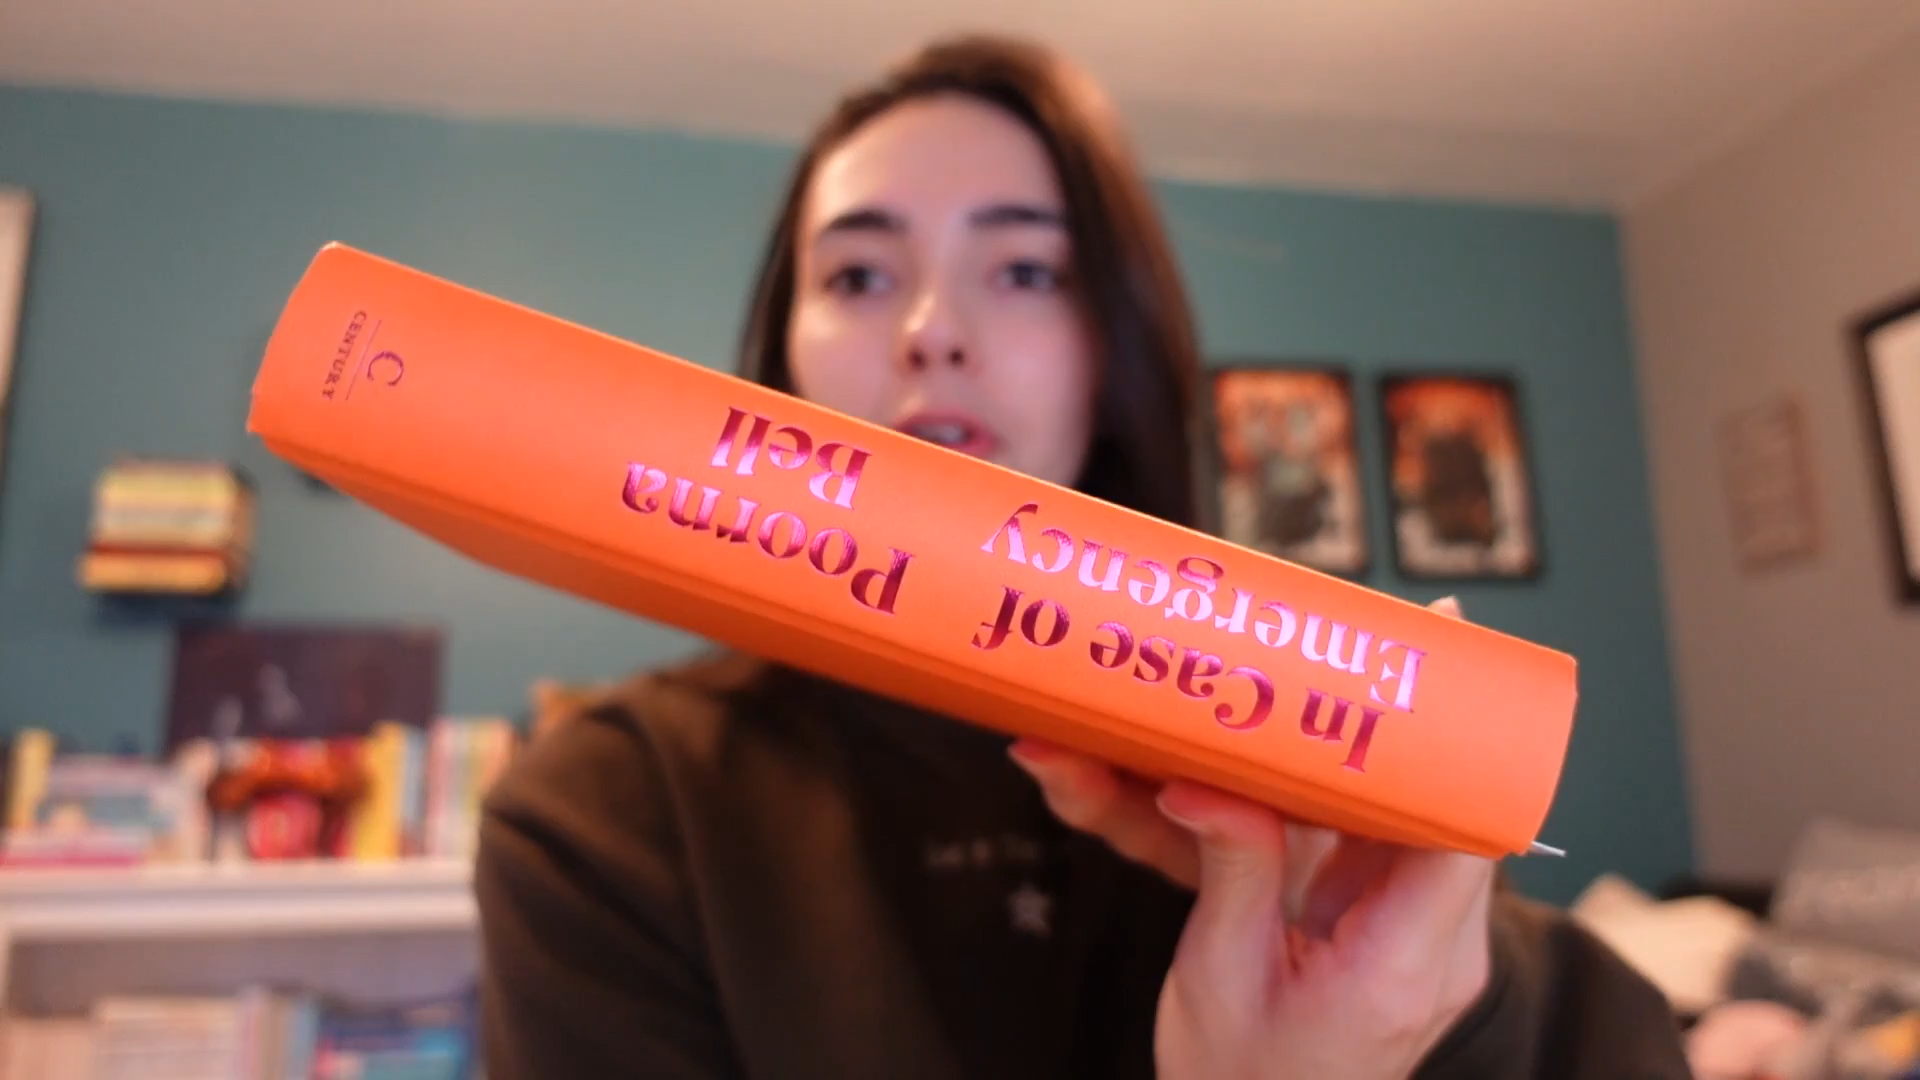 In Case of
Emergency
Poorna
Bell
C
CENTURY